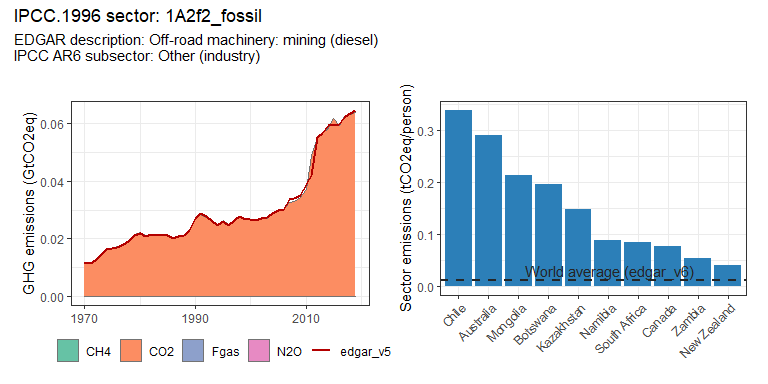 IPCC.1996 sector: 1A2f2_fossil
EDGAR description: Off-road machinery: mining (diesel)
IPCC AR6 subsector: Other (industry)
GHG emissions (GtCO2eq)
0.06
0.04
0.02
0.00
1970
1990
2010
CH4
CO2
Fgas
N2O
edgar_v5
Sector emissions (tCO2eq/person)
0.3
0.2
0.1
0.0
World average (edgar_v6)
Chile
Australia
Mongolia
Botswana
Kazakhstan
Namibia
South Africa
Canada
Zambia
New Zealand